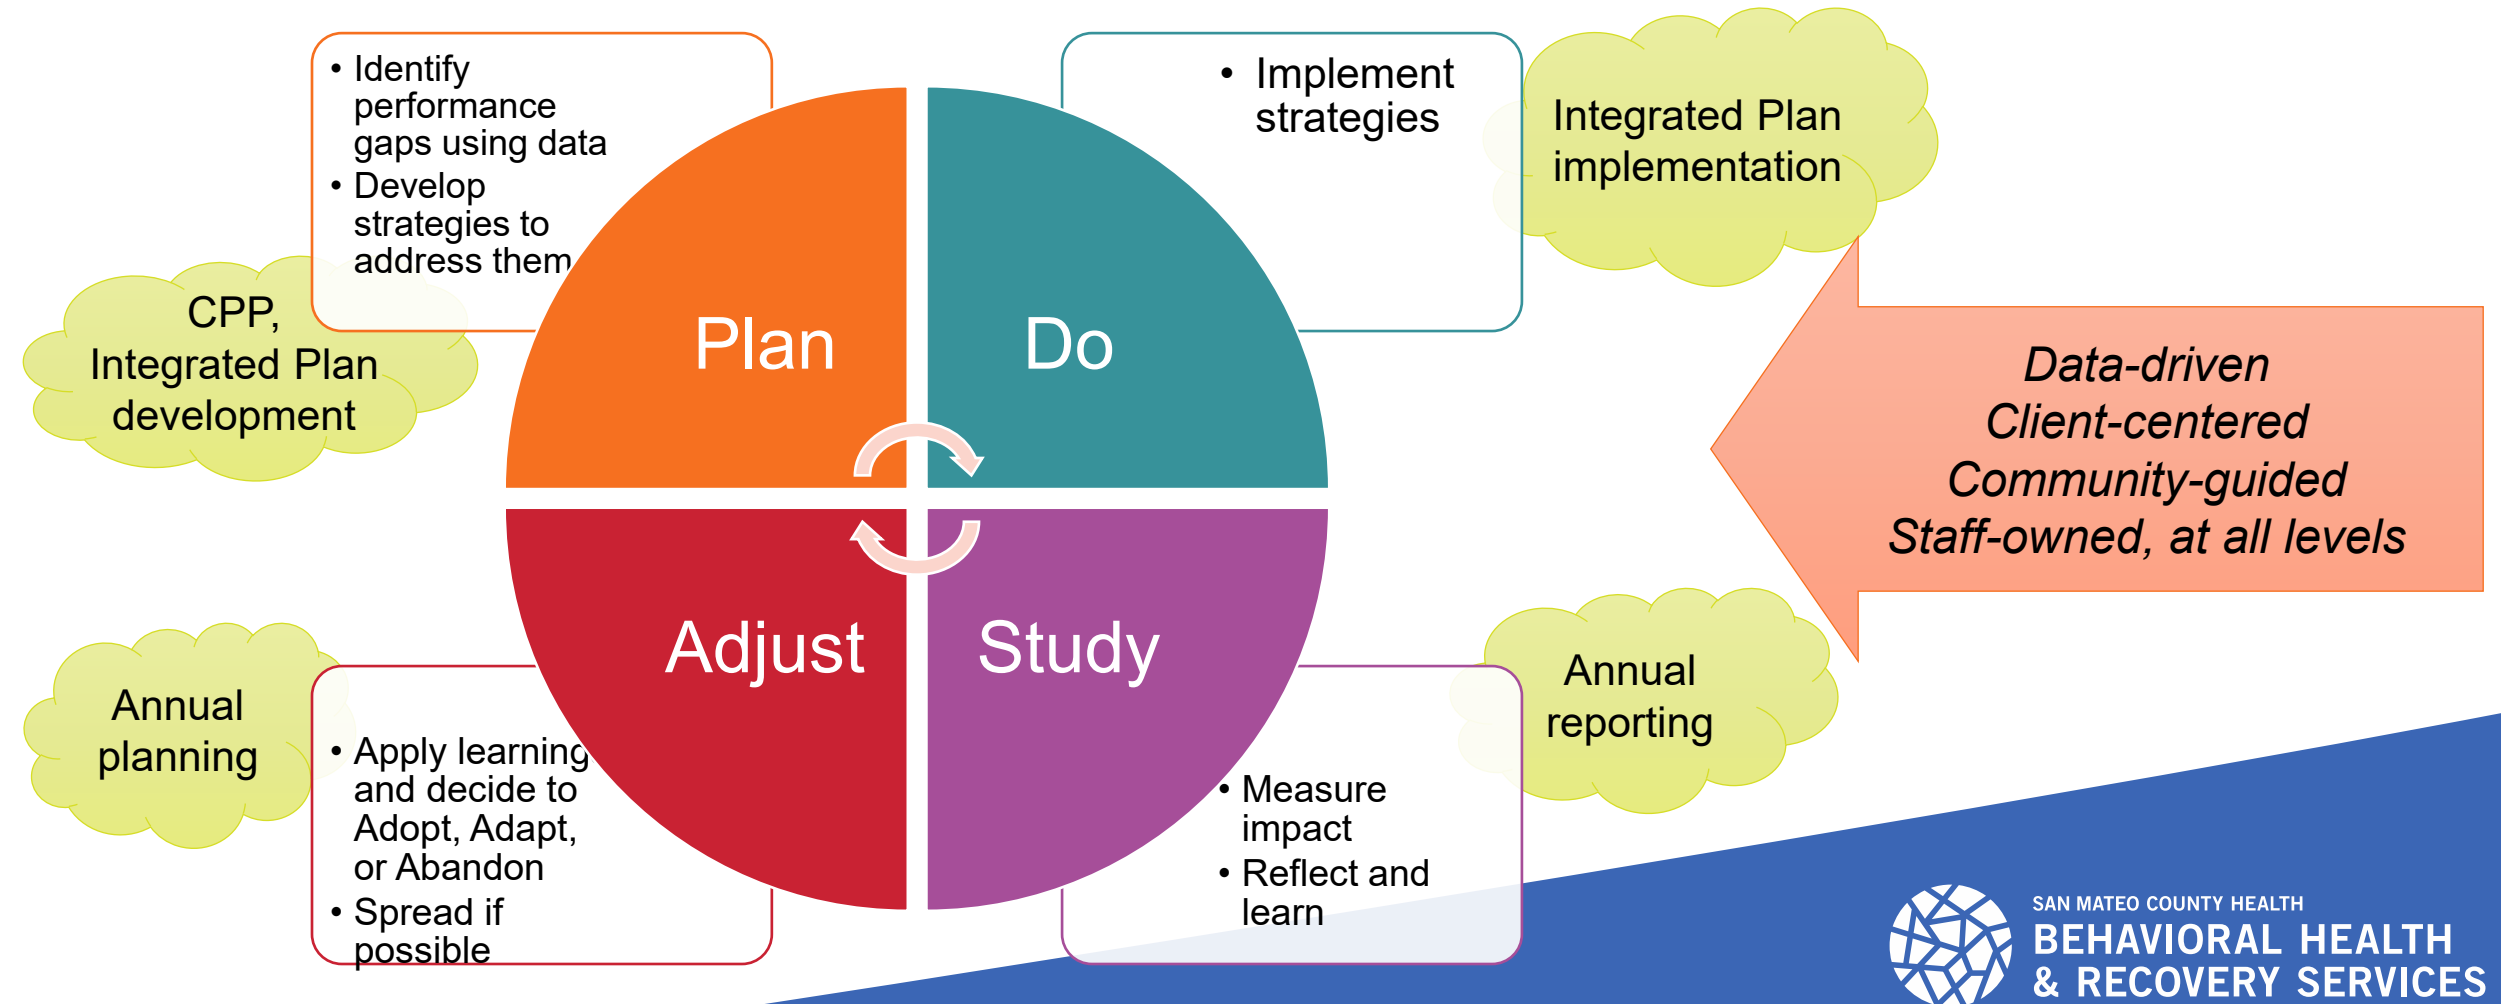 • Identify
performance
gaps using data
• Develop
strategies to
address them
CPP,
Integrated Plan
development
Plan
• Implement
strategies
Integrated Plan
implementation
Do
Data-driven
Client-centered
Community-guided
Staff-owned, at all levels
Adjust
Annual
planning
• Apply learning
and decide to
Adopt, Adapt,
or Abandon
• Spread if
possible
Study
Annual
reporting
• Measure
impact
• Reflect and
learn
SAN MATEO COUNTY HEALTH
BEHAVIORAL HEALTH
& RECOVERY SERVICES